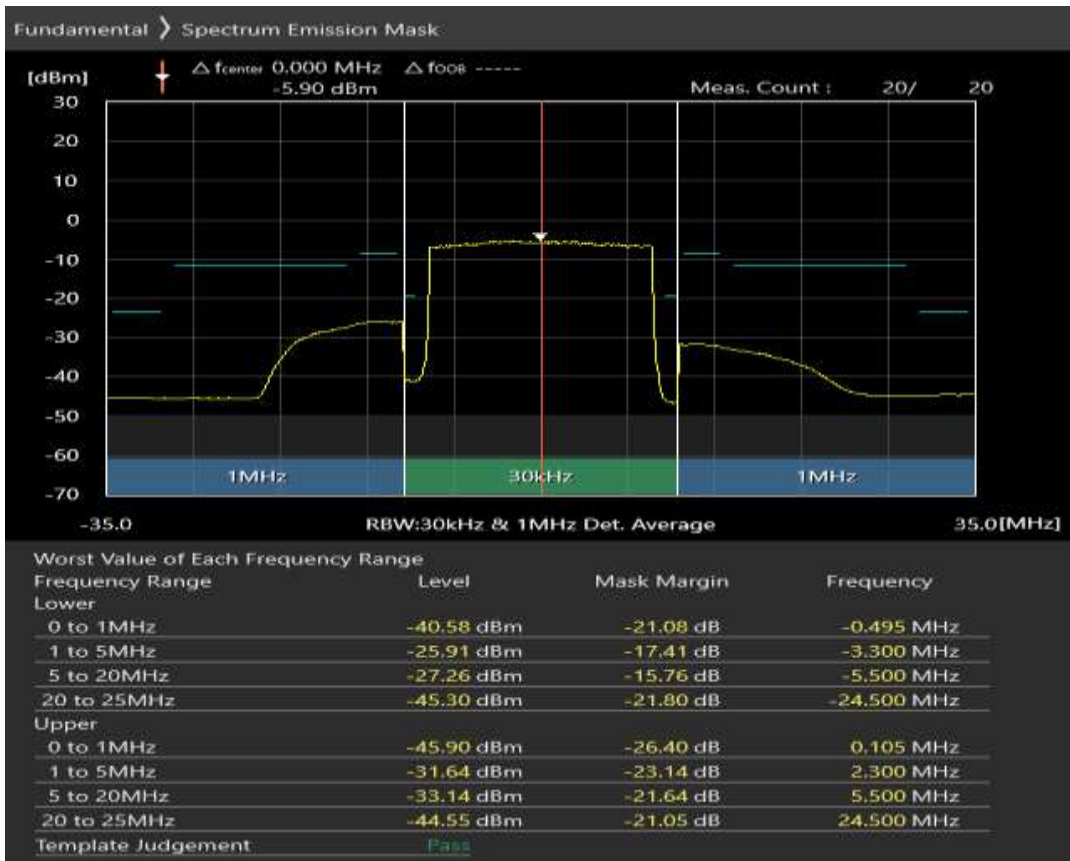 Fundamental ❯ Spectrum Emission Mask
△ fcenter 0.000 MHz △ fOOB -----
[dBm] -5.90 dBm Meas. Count : 20/ 20
30
20
10
0
-10
-20
-30
-40
-50
-60
1MHz 30kHz 1MHz
-70
-35.0 RBW:30kHz & 1MHz Det. Average 35.0[MHz]
Worst Value of Each Frequency Range
Frequency Range Level Mask Margin Frequency
Lower
0 to 1MHz -40.58 dBm -21.08 dB -0.495 MHz
1 to 5MHz -25.91 dBm -17.41 dB -3.300 MHz
5 to 20MHz -27.26 dBm -15.76 dB -5.500 MHz
20 to 25MHz -45.30 dBm -21.80 dB -24.500 MHz
Upper
0 to 1MHz -45.90 dBm -26.40 dB 0.105 MHz
1 to 5MHz -31.64 dBm -23.14 dB 2.300 MHz
5 to 20MHz -33.14 dBm -21.64 dB 5.500 MHz
20 to 25MHz -44.55 dBm -21.05 dB 24.500 MHz
Template Judgement Pass